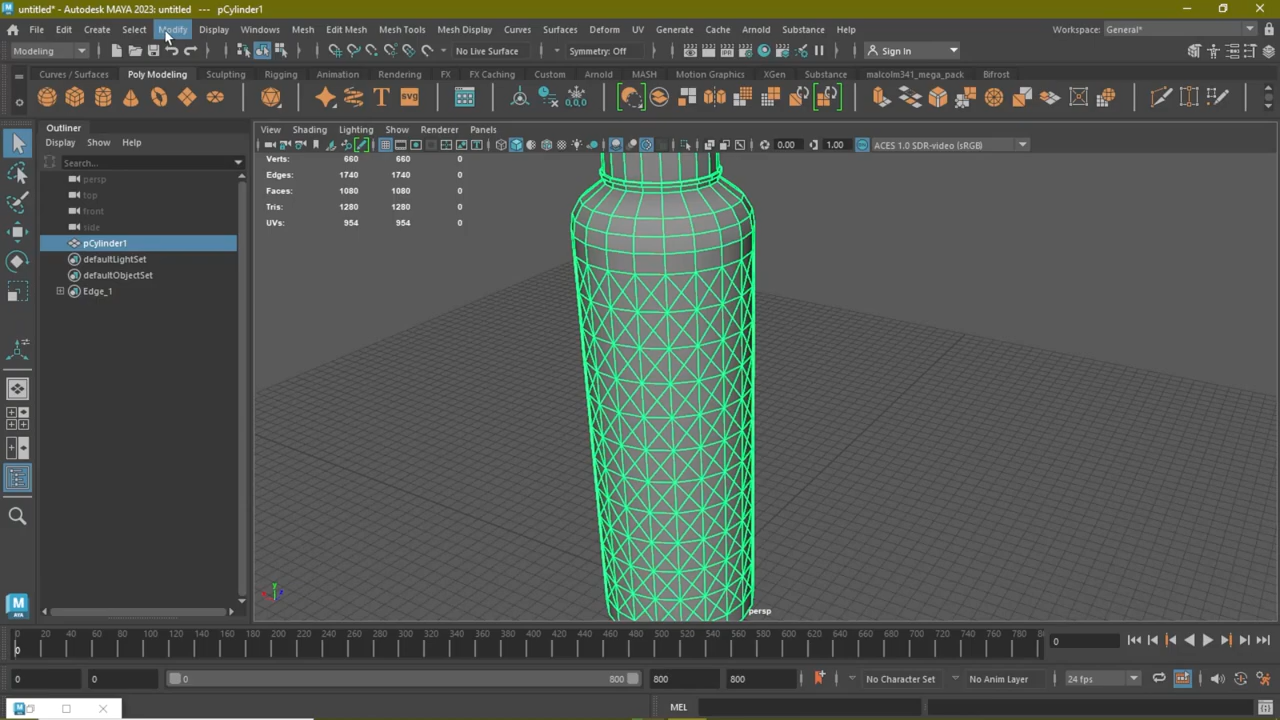 untitled* - Autodesk MAYA 2023: untitled --- pCylinder1
File Edit Create Select Modify Display Windows Mesh Edit Mesh Mesh Tools Mesh Display Curves Surfaces Deform UV Generate Cache Arnold Substance Help Workspace: General*
Modeling No Live Surface Symmetry: Off Sign In
Curves / Surfaces Poly Modeling Sculpting Rigging Animation Rendering FX FX Caching Custom Arnold MASH Motion Graphics XGen Substance malcolm341_mega_pack Bifrost
T svg 0,0,0
Outliner
Display Show Help
Search...
persp
top
front
side
pCylinder1
defaultLightSet
defaultObjectSet
Edge_1
View Shading Lighting Show Renderer Panels
0.00 1.00 ACES 1.0 SDR-video (sRGB)
Verts: 660 660 0
Edges: 1740 1740 0
Faces: 1080 1080 0
Tris: 1280 1280 0
UVs: 954 954 0
y
z
persp
0 20 40 60 80 100 120 140 160 180 200 220 240 260 280 300 320 340 360 380 400 420 440 460 480 500 520 540 560 580 600 620 640 660 680 700 720 740 760 780 80
0
0
0 0 0 800 800 800 No Character Set No Anim Layer 24 fps
MEL